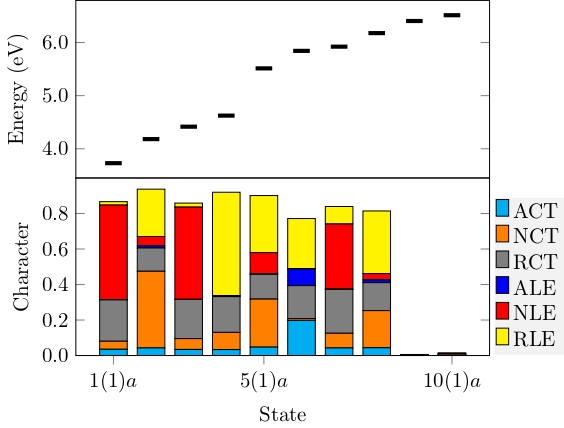 Energy (eV)
6.0
5.0
4.0
Character
0.8
0.6
0.4
0.2
0.0
1(1)a
5(1)a
10(1)a
State
ACT
NCT
RCT
ALE
NLE
RLE